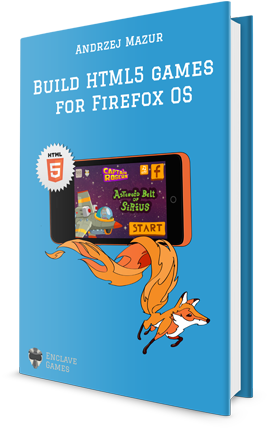 Andrzej Mazur
Build HTML5 games
for Firefox OS
HTML
5
Captain
Rogers
f
Asteroid Belt
of
Sirius
START
Enclave
Games